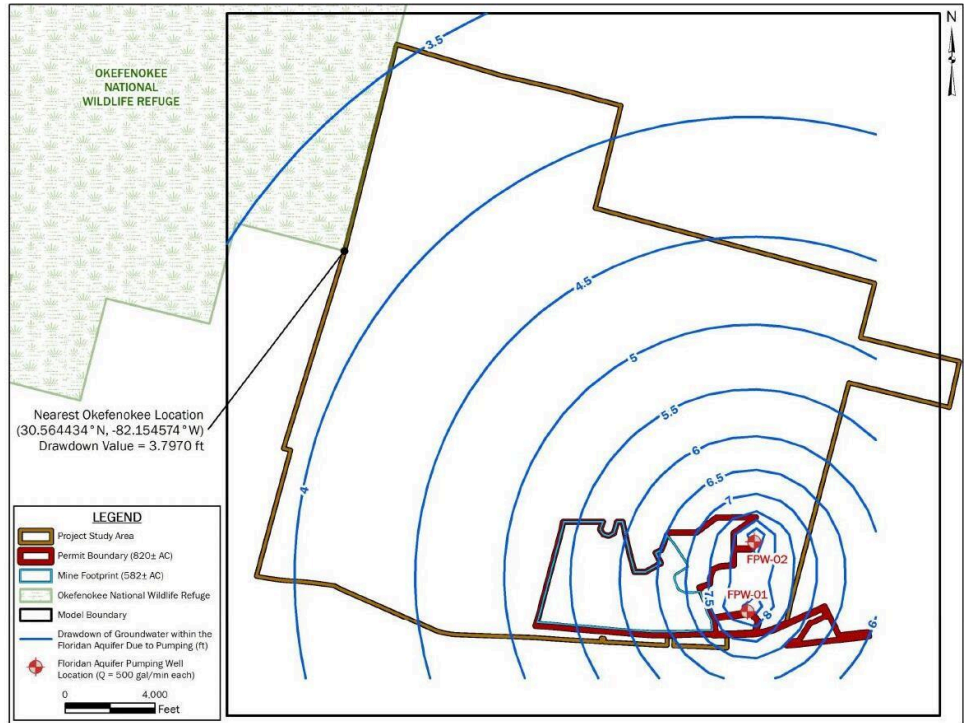 OKEFENOKEE
NATIONAL
WILDLIFE REFUGE
N
3.5
4.5
5
5.5
6
6.5
7
4
7.5
FPW-02
FPW-01
8
6
Nearest Okefenokee Location
(30.564434°N, -82.154574°W)
Drawdown Value = 3.7970 ft
LEGEND
Project Study Area
Permit Boundary (820± AC)
Mine Footprint (582± AC)
Okefenokee National Wildlife Refuge
Model Boundary
Drawdown of Groundwater within the
Floridan Aquifer Due to Pumping (ft)
Floridan Aquifer Pumping Well
Location (Q = 500 gal/min each)
0 4,000
Feet